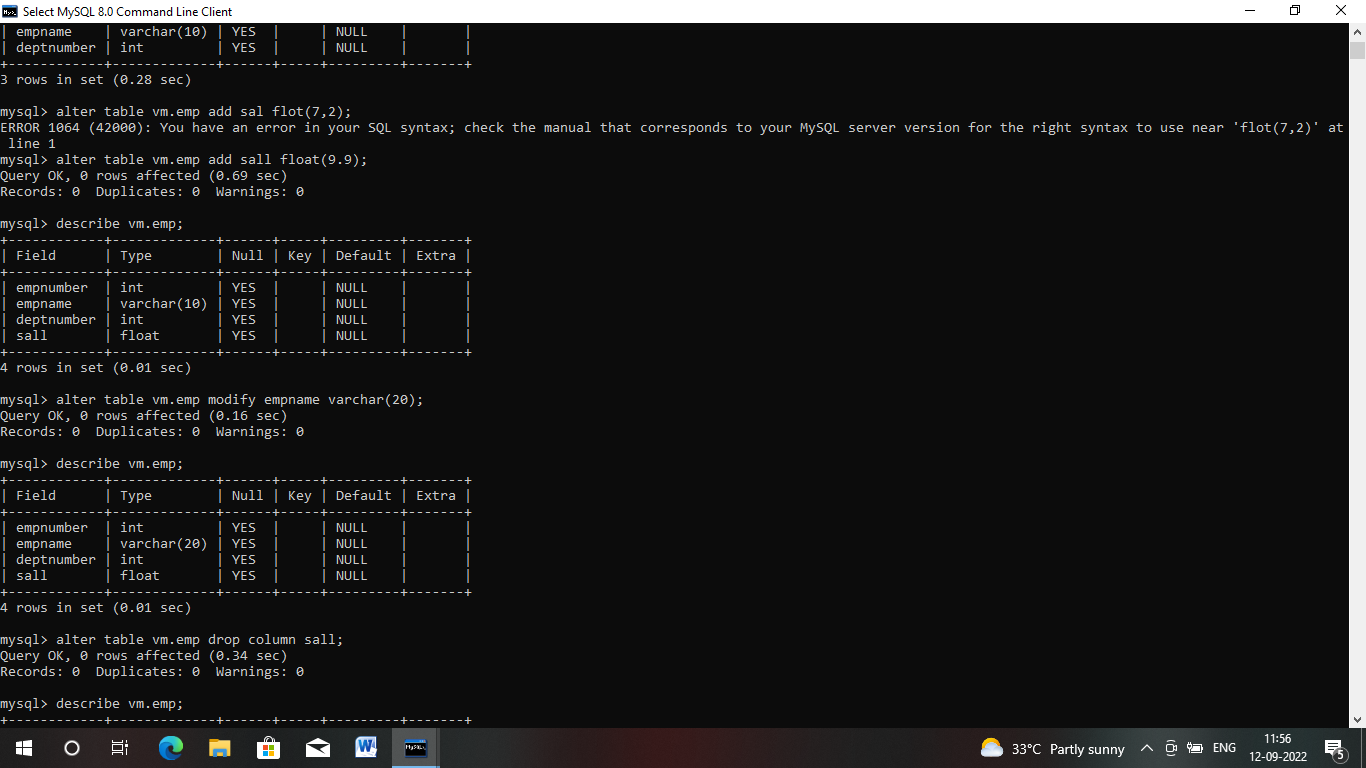 Select MySQL 8.0 Command Line Client
| empname    | varchar(10) | YES  |     | NULL    |       |
| deptnumber | int         | YES  |     | NULL    |       |
+------------+-------------+------+-----+---------+-------+
3 rows in set (0.28 sec)
mysql> alter table vm.emp add sal flot(7,2);
ERROR 1064 (42000): You have an error in your SQL syntax; check the manual that corresponds to your MySQL server version for the right syntax to use near 'flot(7,2)' at
 line 1
mysql> alter table vm.emp add sall float(9.9);
Query OK, 0 rows affected (0.69 sec)
Records: 0  Duplicates: 0  Warnings: 0
mysql> describe vm.emp;
+------------+-------------+------+-----+---------+-------+
| Field      | Type        | Null | Key | Default | Extra |
+------------+-------------+------+-----+---------+-------+
| empnumber  | int         | YES  |     | NULL    |       |
| empname    | varchar(10) | YES  |     | NULL    |       |
| deptnumber | int         | YES  |     | NULL    |       |
| sall       | float       | YES  |     | NULL    |       |
+------------+-------------+------+-----+---------+-------+
4 rows in set (0.01 sec)
mysql> alter table vm.emp modify empname varchar(20);
Query OK, 0 rows affected (0.16 sec)
Records: 0  Duplicates: 0  Warnings: 0
mysql> describe vm.emp;
+------------+-------------+------+-----+---------+-------+
| Field      | Type        | Null | Key | Default | Extra |
+------------+-------------+------+-----+---------+-------+
| empnumber  | int         | YES  |     | NULL    |       |
| empname    | varchar(20) | YES  |     | NULL    |       |
| deptnumber | int         | YES  |     | NULL    |       |
| sall       | float       | YES  |     | NULL    |       |
+------------+-------------+------+-----+---------+-------+
4 rows in set (0.01 sec)
mysql> alter table vm.emp drop column sall;
Query OK, 0 rows affected (0.34 sec)
Records: 0  Duplicates: 0  Warnings: 0
mysql> describe vm.emp;
+------------+-------------+------+-----+---------+-------+
33°C Partly sunny ENG 11:56
12-09-2022
5